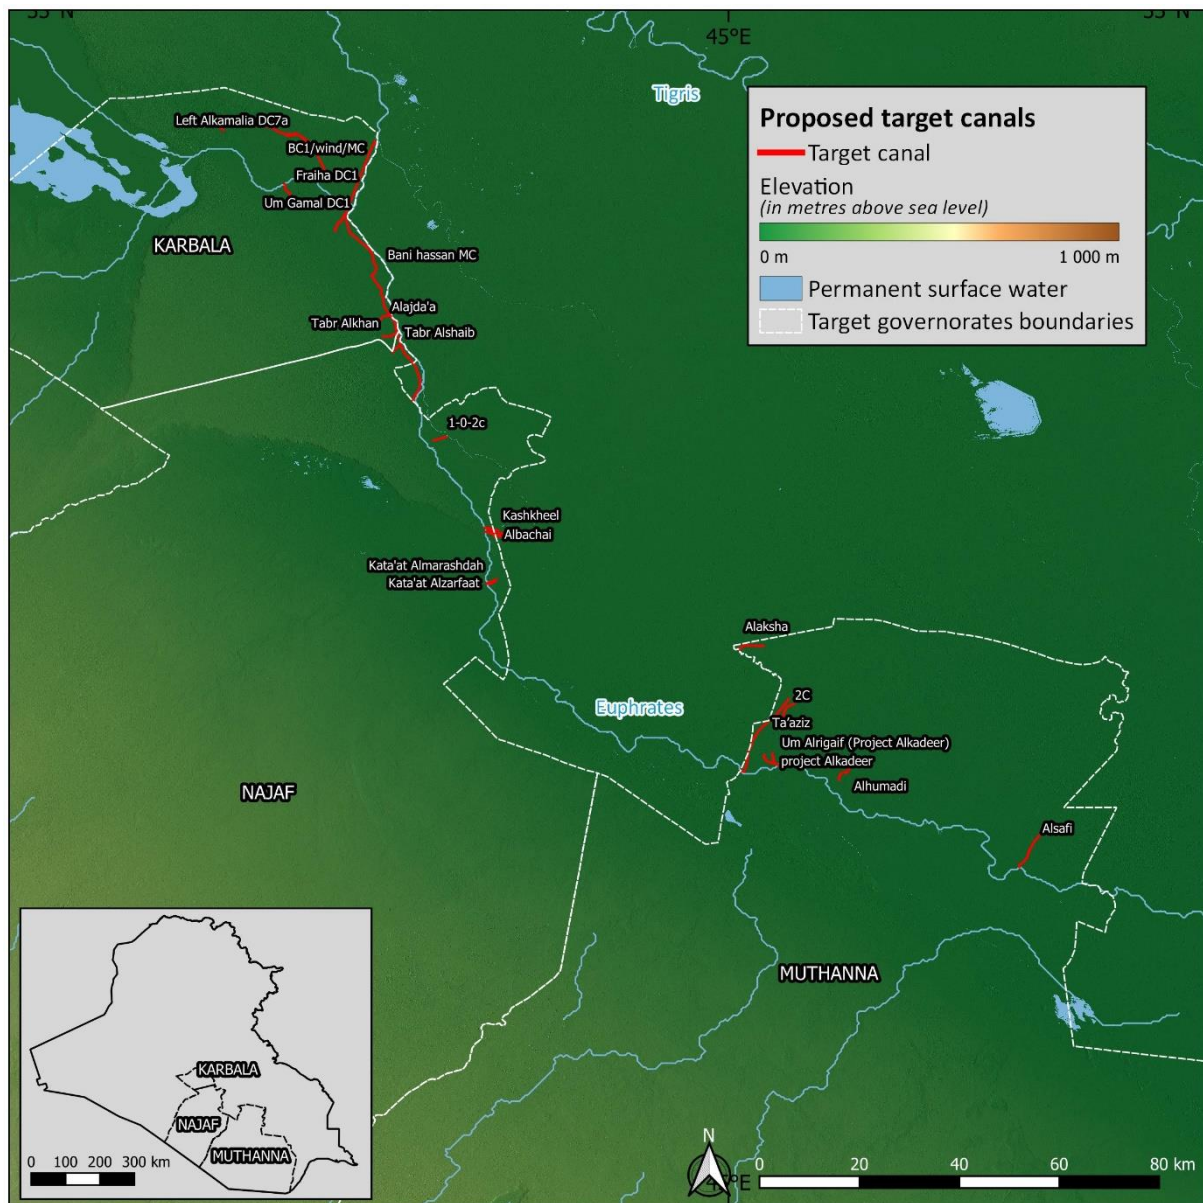 45°E
Tigris
Proposed target canals
Target canal
Elevation
(in metres above sea level)
0 m 1 000 m
Permanent surface water
Target governorates boundaries
Left Alkamalia DC7a
BC1/wind/MC
Fraiha DC1
Um Gamal DC1
KARBALA
Bani hassan MC
Alajda'a
Tabr Alkhan
Tabr Alshaib
1-0-2c
Kashkheel
Albachai
Kata'at Almarashdah
Kata'at Alzarfaat
Alaksha
2C
Euphrates
Ta'aziz
Um Alrigaif (Project Alkadeer)
project Alkadeer
Alhumadi
NAJAF
Alsafi
MUTHANNA
KARBALA
NAJAF
MUTHANNA
0 100 200 300 km
N
0 20 40 60 80 km